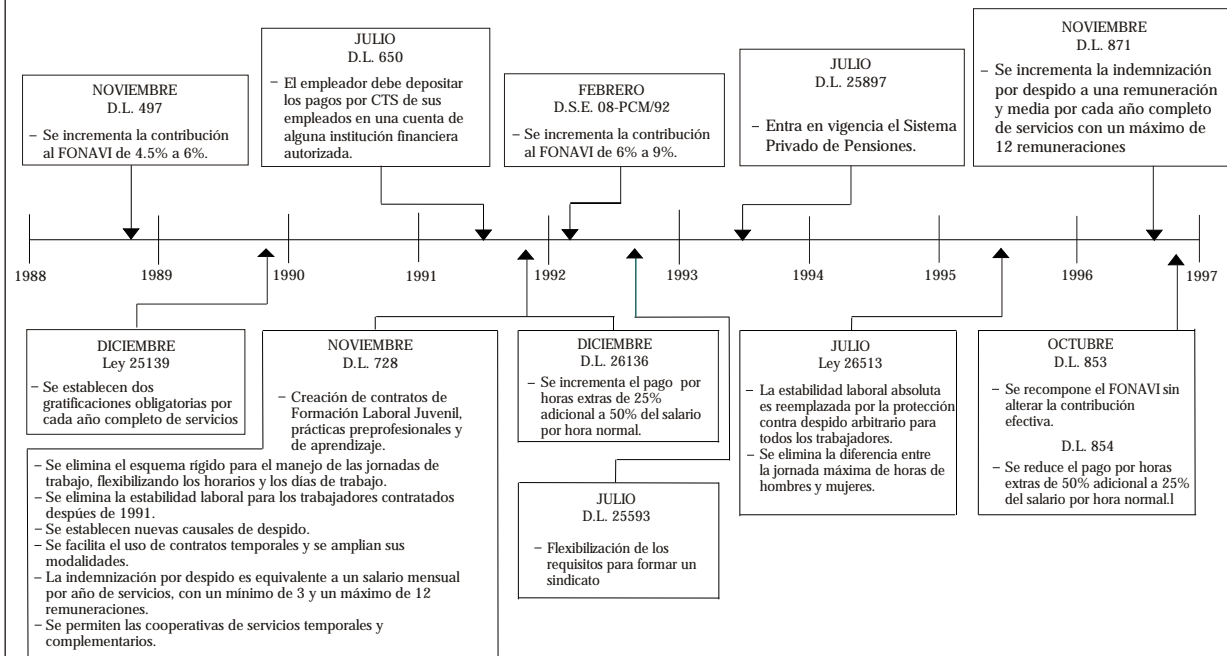 NOVIEMBRE
D.L. 497
– Se incrementa la contribución
al FONAVI de 4.5% a 6%.
JULIO
D.L. 650
– El empleador debe depositar
los pagos por CTS de sus
empleados en una cuenta de
alguna institución financiera
autorizada.
FEBRERO
D.S.E. 08-PCM/92
– Se incrementa la contribución
al FONAVI de 6% a 9%.
JULIO
D.L. 25897
– Entra en vigencia el Sistema
Privado de Pensiones.
NOVIEMBRE
D.L. 871
– Se incrementa la indemnización
por despido a una remuneración
y media por cada año completo
de servicios con un máximo de
12 remuneraciones
1988 1989 1990 1991 1992 1993 1994 1995 1996 1997
DICIEMBRE
Ley 25139
– Se establecen dos
gratificaciones obligatorias por
cada año completo de servicios
NOVIEMBRE
D.L. 728
– Creación de contratos de
Formación Laboral Juvenil,
prácticas preprofesionales y
de aprendizaje.
– Se elimina el esquema rígido para el manejo de las jornadas de
trabajo, flexibilizando los horarios y los días de trabajo.
– Se elimina la estabilidad laboral para los trabajadores contratados
despúes de 1991.
– Se establecen nuevas causales de despido.
– Se facilita el uso de contratos temporales y se amplian sus
modalidades.
– La indemnización por despido es equivalente a un salario mensual
por año de servicios, con un mínimo de 3 y un máximo de 12
remuneraciones.
– Se permiten las cooperativas de servicios temporales y
complementarios.
DICIEMBRE
D.L. 26136
– Se incrementa el pago por
horas extras de 25%
adicional a 50% del salario
por hora normal.
JULIO
D.L. 25593
– Flexibilización de los
requisitos para formar un
sindicato
JULIO
Ley 26513
– La estabilidad laboral absoluta
es reemplazada por la protección
contra despido arbitrario para
todos los trabajadores.
– Se elimina la diferencia entre
la jornada máxima de horas de
hombres y mujeres.
OCTUBRE
D.L. 853
– Se recompone el FONAVI sin
alterar la contribución
efectiva.
D.L. 854
– Se reduce el pago por horas
extras de 50% adicional a 25%
del salario por hora normal.l